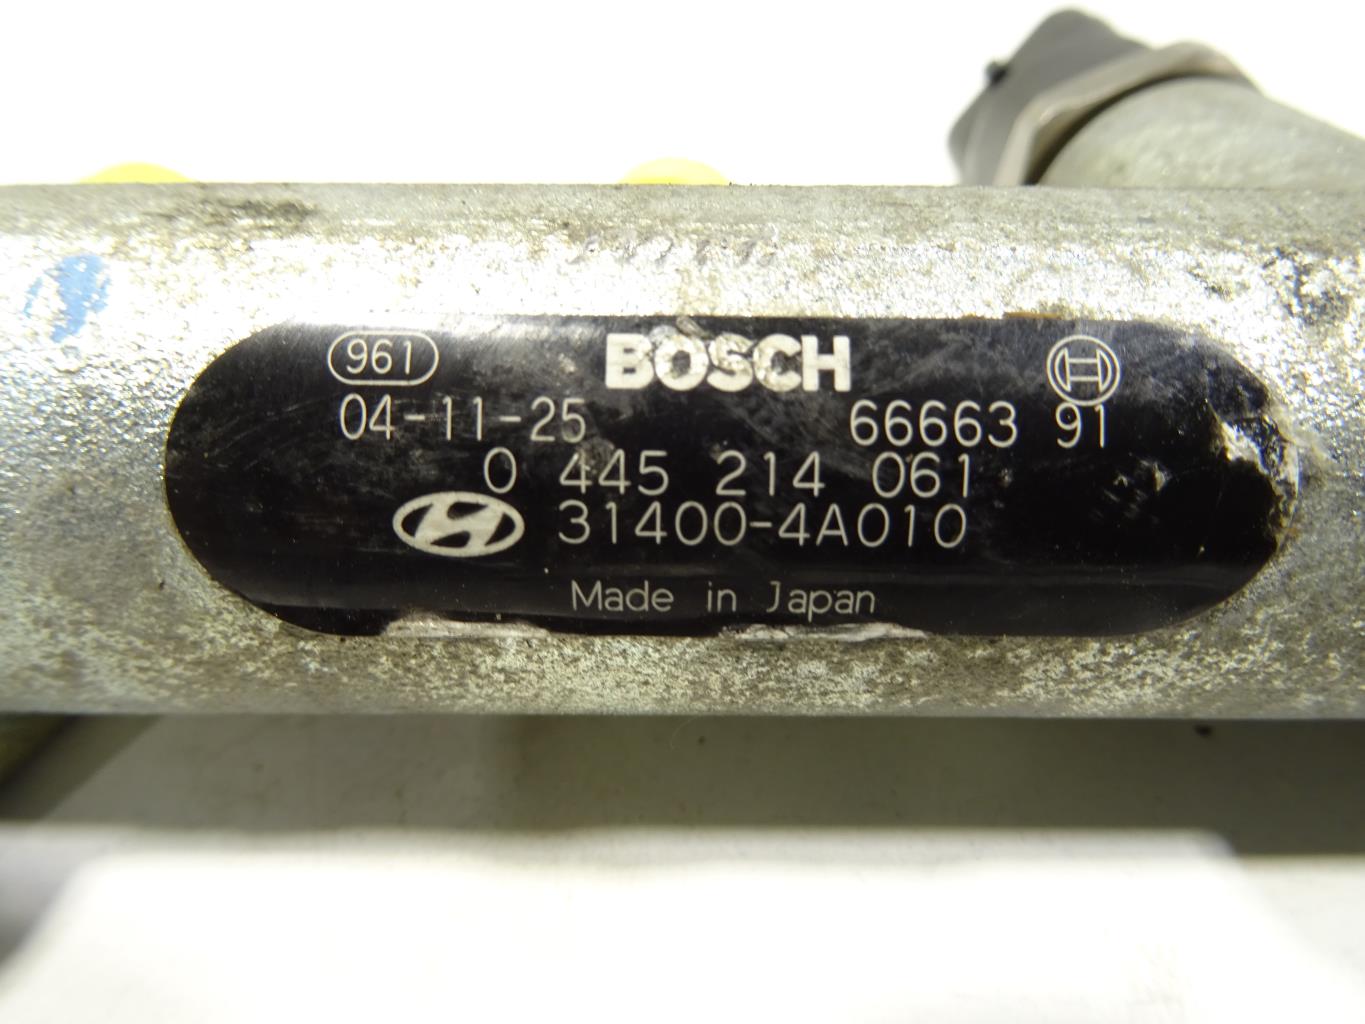 961 BOSCH
04-11-25 66663 91
0 445 214 061
31400-4A010
Made in Japan